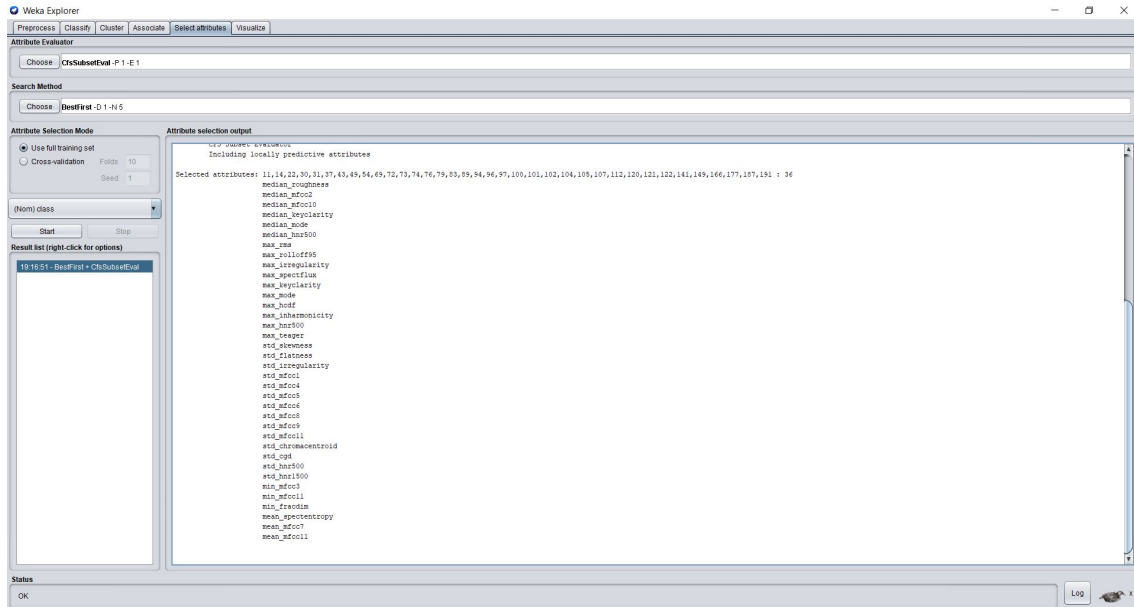 Weka Explorer
Preprocess Classify Cluster Associate Select attributes Visualize
Attribute Evaluator
Choose CfsSubsetEval -P 1 -E 1
Search Method
Choose BestFirst -D 1 -N 5
Attribute Selection Mode
Use full training set
Cross-validation Folds 10
Seed 1
(Nom) class
Start Stop
Result list (right-click for options)
19:16:51 - BestFirst + CfsSubsetEval
Attribute selection output
CFS Subset Evaluator
Including locally predictive attributes
Selected attributes: 11,14,22,30,31,37,43,49,54,69,72,73,74,76,79,83,89,94,96,97,100,101,102,104,105,107,112,120,121,122,141,149,166,177,187,191 : 36
median_roughness
median_mfcc2
median_mfcc10
median_keyclarity
median_mode
median_hnr500
max_rms
max_rolloff95
max_irregularity
max_spectflux
max_keyclarity
max_mode
max_hcdf
max_inharmonicity
max_hnr500
max_teager
std_skewness
std_flatness
std_irregularity
std_mfcc1
std_mfcc4
std_mfcc5
std_mfcc6
std_mfcc8
std_mfcc9
std_mfcc11
std_chromacentroid
std_cgd
std_hnr500
std_hnr1500
min_mfcc3
min_mfcc11
min_fracdim
mean_spectentropy
mean_mfcc7
mean_mfcc11
Status
OK
Log
x